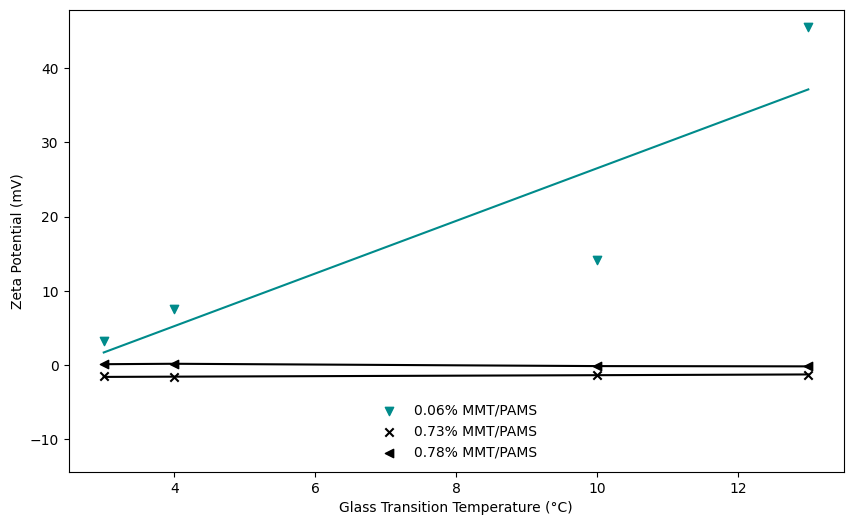 40
30
20
10
0
−10
Zeta Potential (mV)
0.06% MMT/PAMS
0.73% MMT/PAMS
0.78% MMT/PAMS
4
6
8
10
12
Glass Transition Temperature (°C)